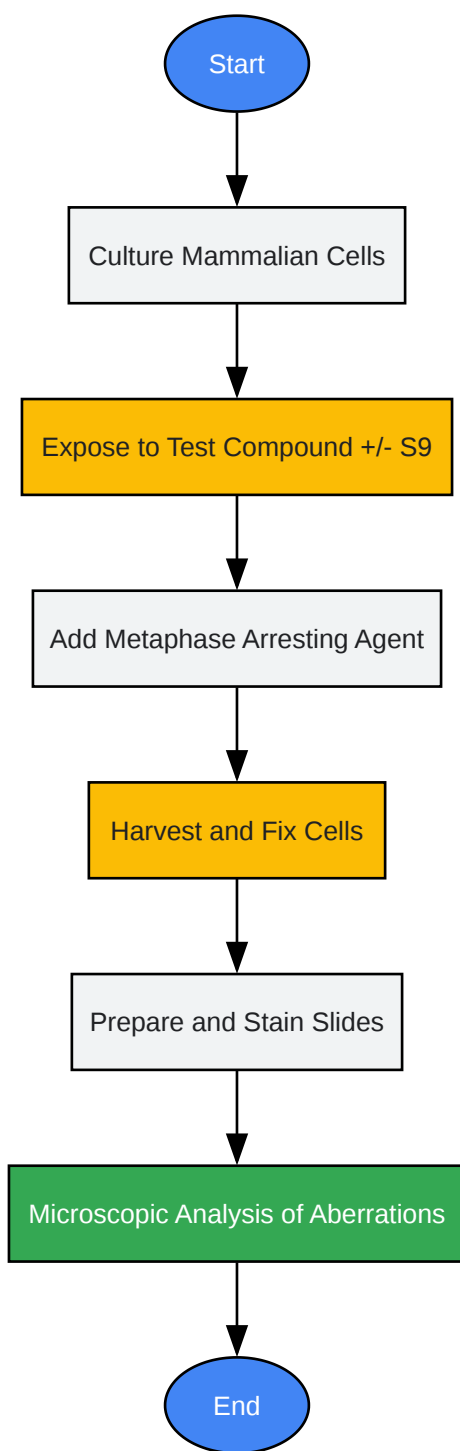 Start
Culture Mammalian Cells
Expose to Test Compound +/- S9
Add Metaphase Arresting Agent
Harvest and Fix Cells
Prepare and Stain Slides
Microscopic Analysis of Aberrations
End